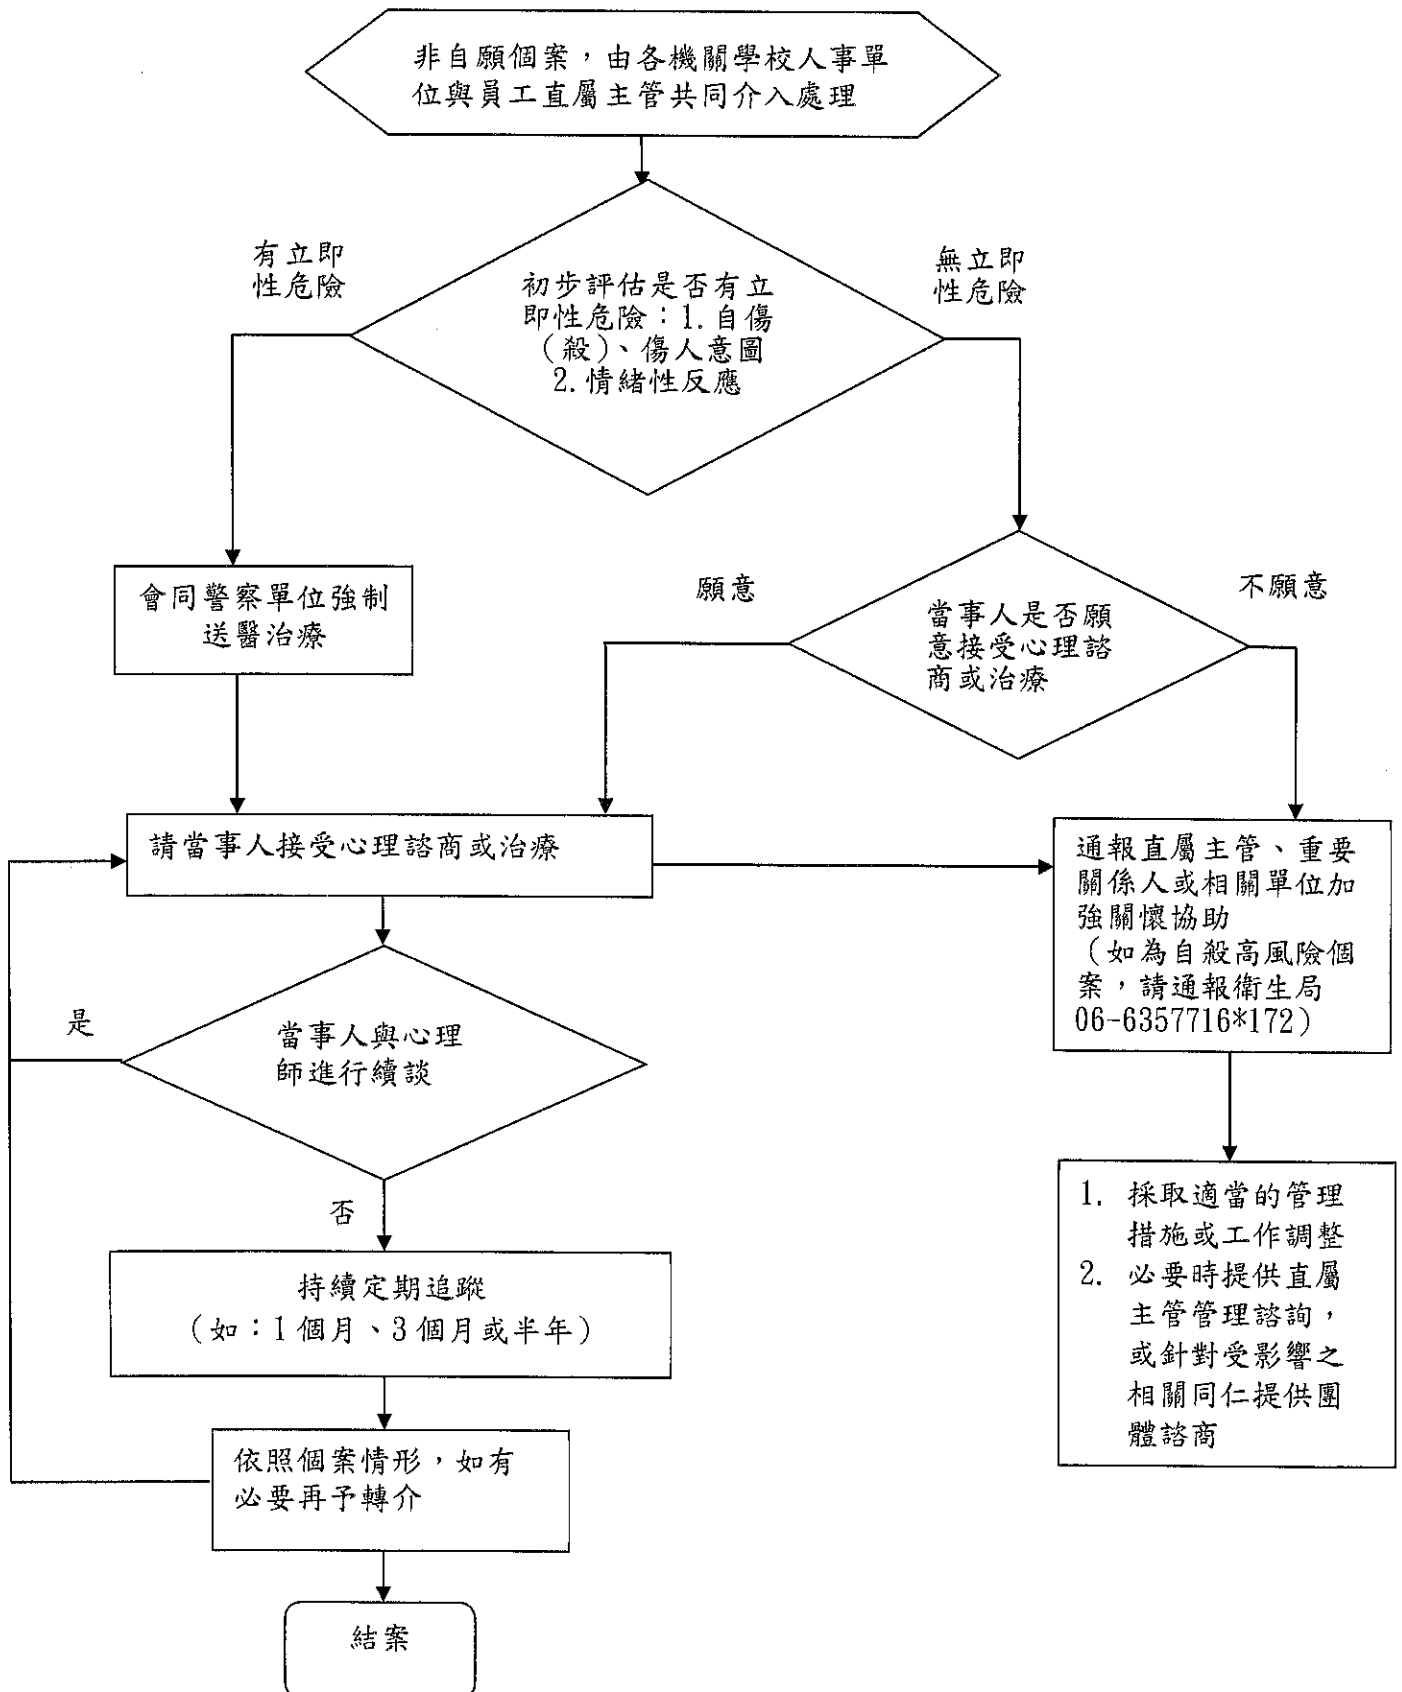 非自願個案，由各機關學校人事單
位與員工直屬主管共同介入處理
有立即
性危險
無立即
性危險
初步評估是否有立
即性危險：1.自傷
（殺）、傷人意圖
2.情緒性反應
會同警察單位強制
送醫治療
願意
不願意
當事人是否願
意接受心理諮
商或治療
請當事人接受心理諮商或治療
通報直屬主管、重要
關係人或相關單位加
強關懷協助
（如為自殺高風險個
案，請通報衛生局
06-6357716*172）
是
當事人與心理
師進行續談
否
持續定期追蹤
（如：1個月、3個月或半年）
1. 採取適當的管理
措施或工作調整
2. 必要時提供直屬
主管管理諮詢，
或針對受影響之
相關同仁提供團
體諮商
依照個案情形，如有
必要再予轉介
結案